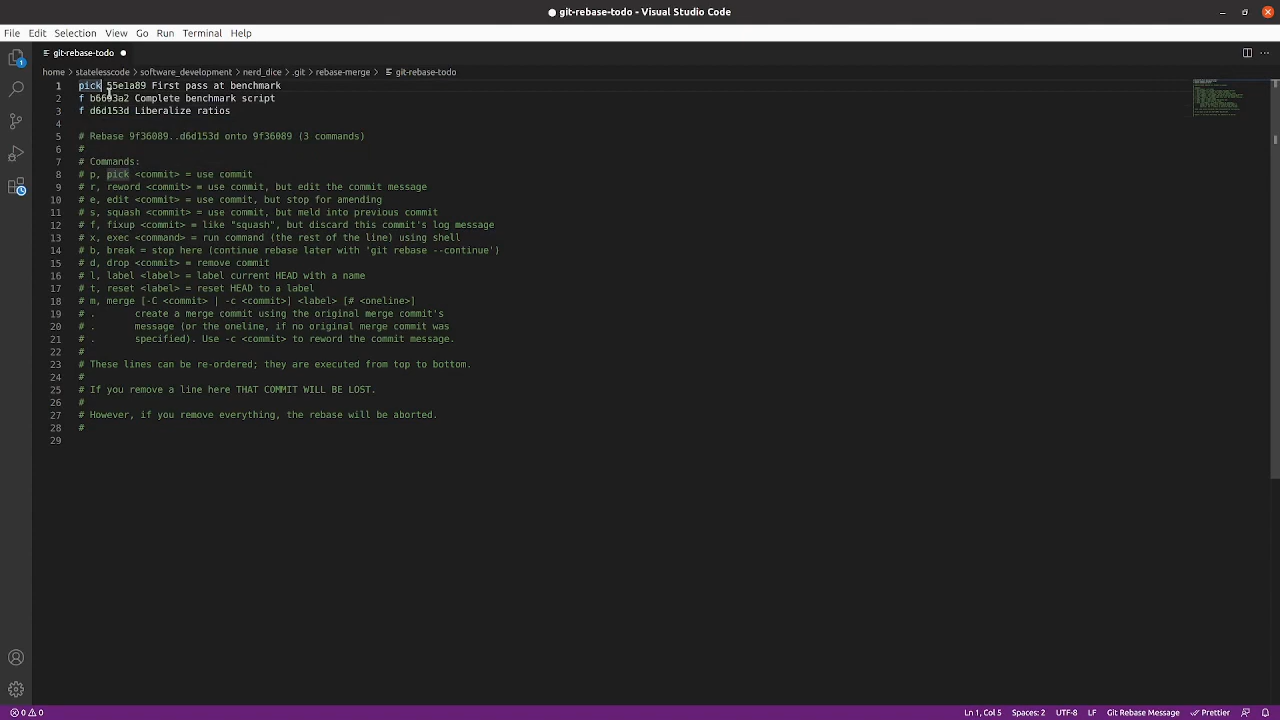 ● git-rebase-todo - Visual Studio Code
File Edit Selection View Go Run Terminal Help
git-rebase-todo ●
home > statelesscode > software_development > nerd_dice > .git > rebase-merge > git-rebase-todo
1 pick 55e1a89 First pass at benchmark
2 f b6693a2 Complete benchmark script
3 f d6d153d Liberalize ratios
4
5 # Rebase 9f36089..d6d153d onto 9f36089 (3 commands)
6 #
7 # Commands:
8 # p, pick <commit> = use commit
9 # r, reword <commit> = use commit, but edit the commit message
10 # e, edit <commit> = use commit, but stop for amending
11 # s, squash <commit> = use commit, but meld into previous commit
12 # f, fixup <commit> = like "squash", but discard this commit's log message
13 # x, exec <command> = run command (the rest of the line) using shell
14 # b, break = stop here (continue rebase later with 'git rebase --continue')
15 # d, drop <commit> = remove commit
16 # l, label <label> = label current HEAD with a name
17 # t, reset <label> = reset HEAD to a label
18 # m, merge [-C <commit> | -c <commit>] <label> [# <oneline>]
19 # .       create a merge commit using the original merge commit's
20 # .       message (or the oneline, if no original merge commit was
21 # .       specified). Use -c <commit> to reword the commit message.
22 #
23 # These lines can be re-ordered; they are executed from top to bottom.
24 #
25 # If you remove a line here THAT COMMIT WILL BE LOST.
26 #
27 # However, if you remove everything, the rebase will be aborted.
28 #
29
0 0 Ln 1, Col 5 Spaces: 2 UTF-8 LF Git Rebase Message Prettier